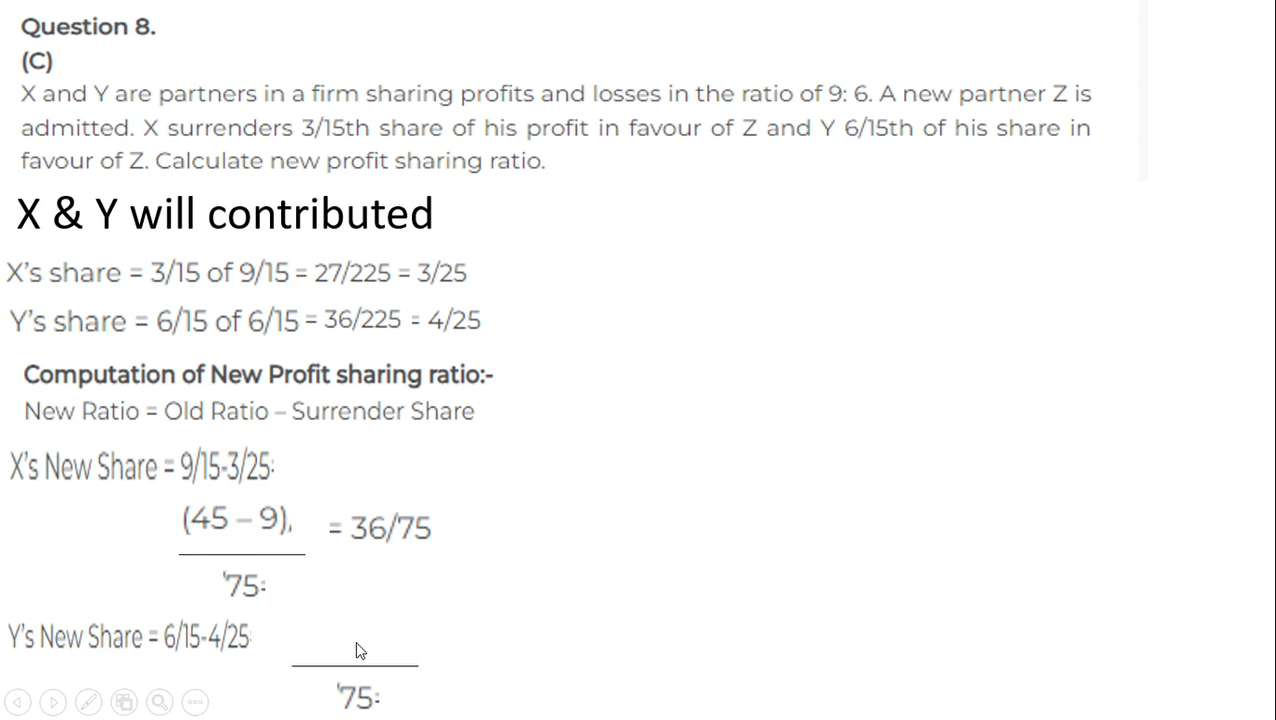 Question 8.
(C)
X and Y are partners in a firm sharing profits and losses in the ratio of 9: 6. A new partner Z is
admitted. X surrenders 3/15th share of his profit in favour of Z and Y 6/15th of his share in
favour of Z. Calculate new profit sharing ratio.
X & Y will contributed
X's share = 3/15 of 9/15 = 27/225 = 3/25
Y's share = 6/15 of 6/15 = 36/225 = 4/25
Computation of New Profit sharing ratio:-
New Ratio = Old Ratio – Surrender Share
X's New Share = 9/15-3/25:
(45 – 9), = 36/75
'75:
Y's New Share = 6/15-4/25
'75: